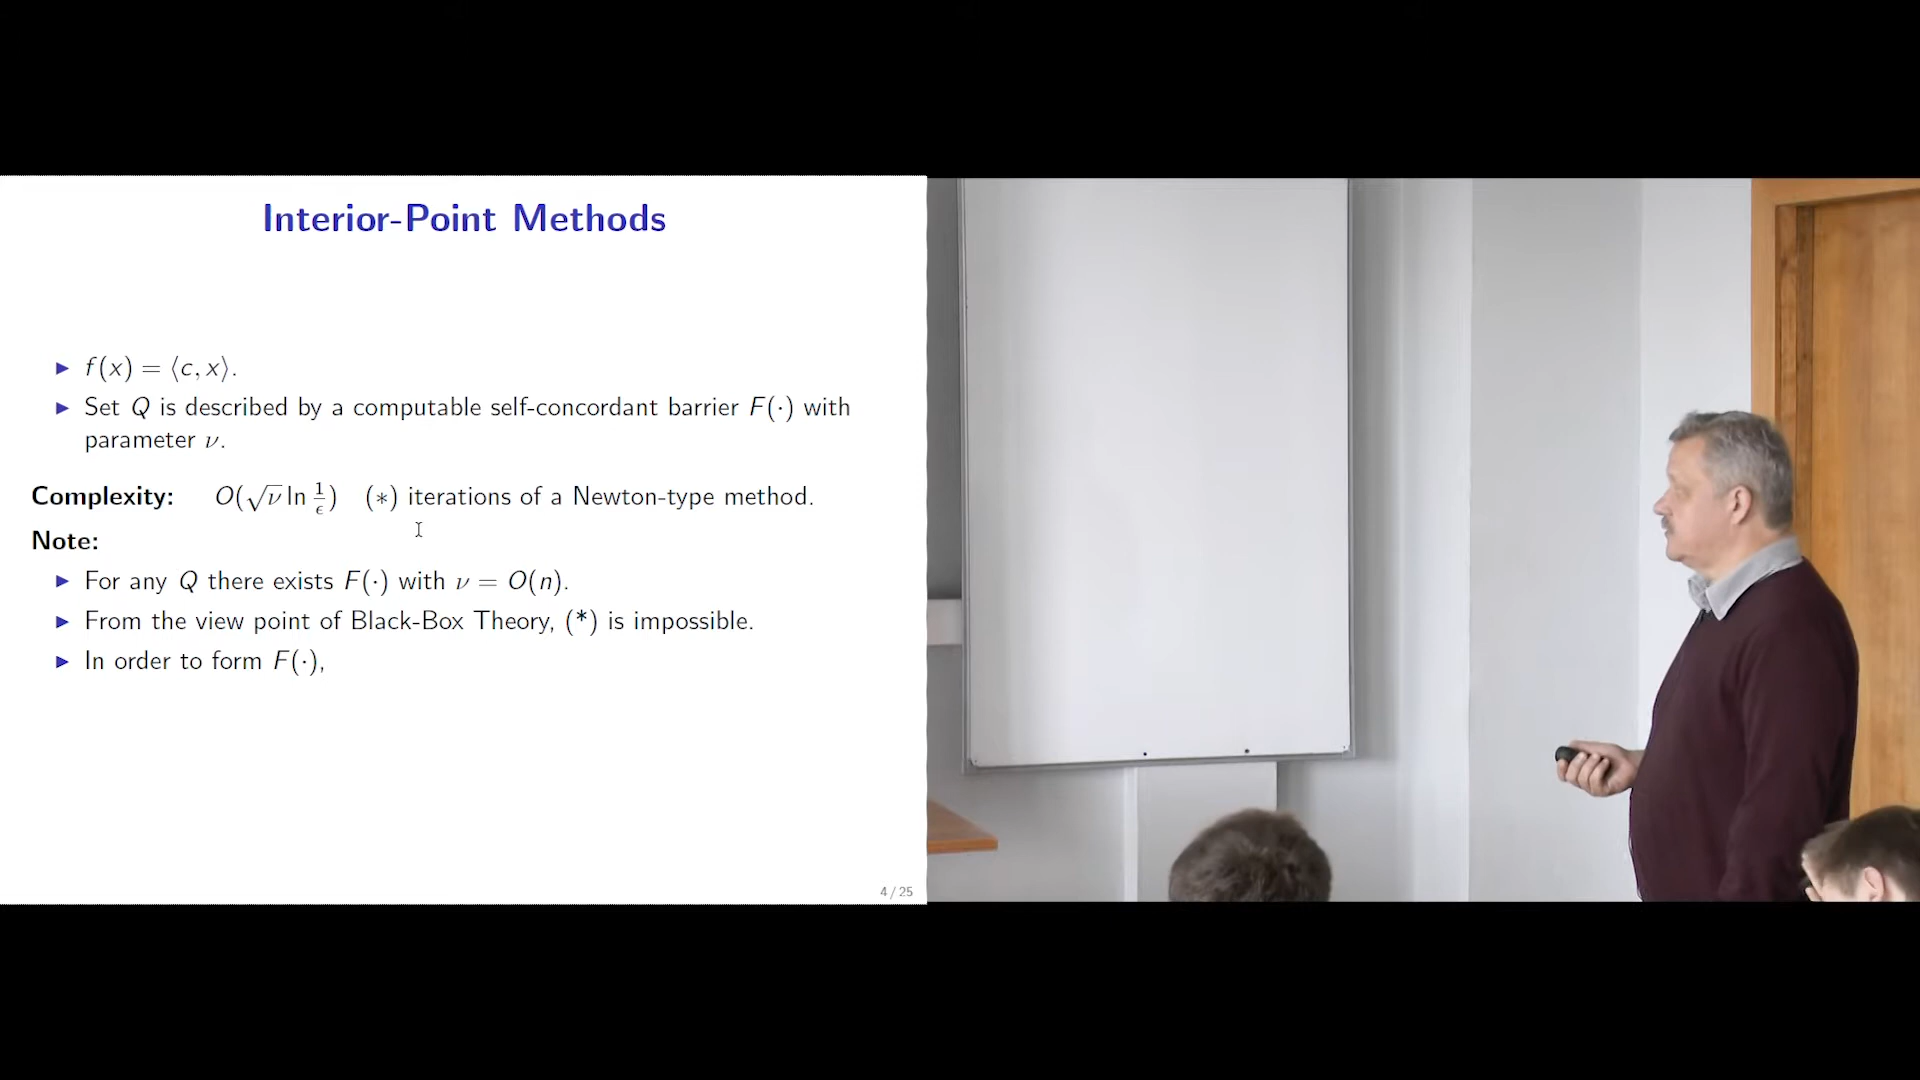 Interior-Point Methods
▶ f(x) = ⟨c, x⟩.
▶ Set Q is described by a computable self-concordant barrier F(·) with
parameter ν.
Complexity: O(√ν ln 1/ϵ) (∗) iterations of a Newton-type method.
Note:
▶ For any Q there exists F(·) with ν = O(n).
▶ From the view point of Black-Box Theory, (*) is impossible.
▶ In order to form F(·),
4 / 25